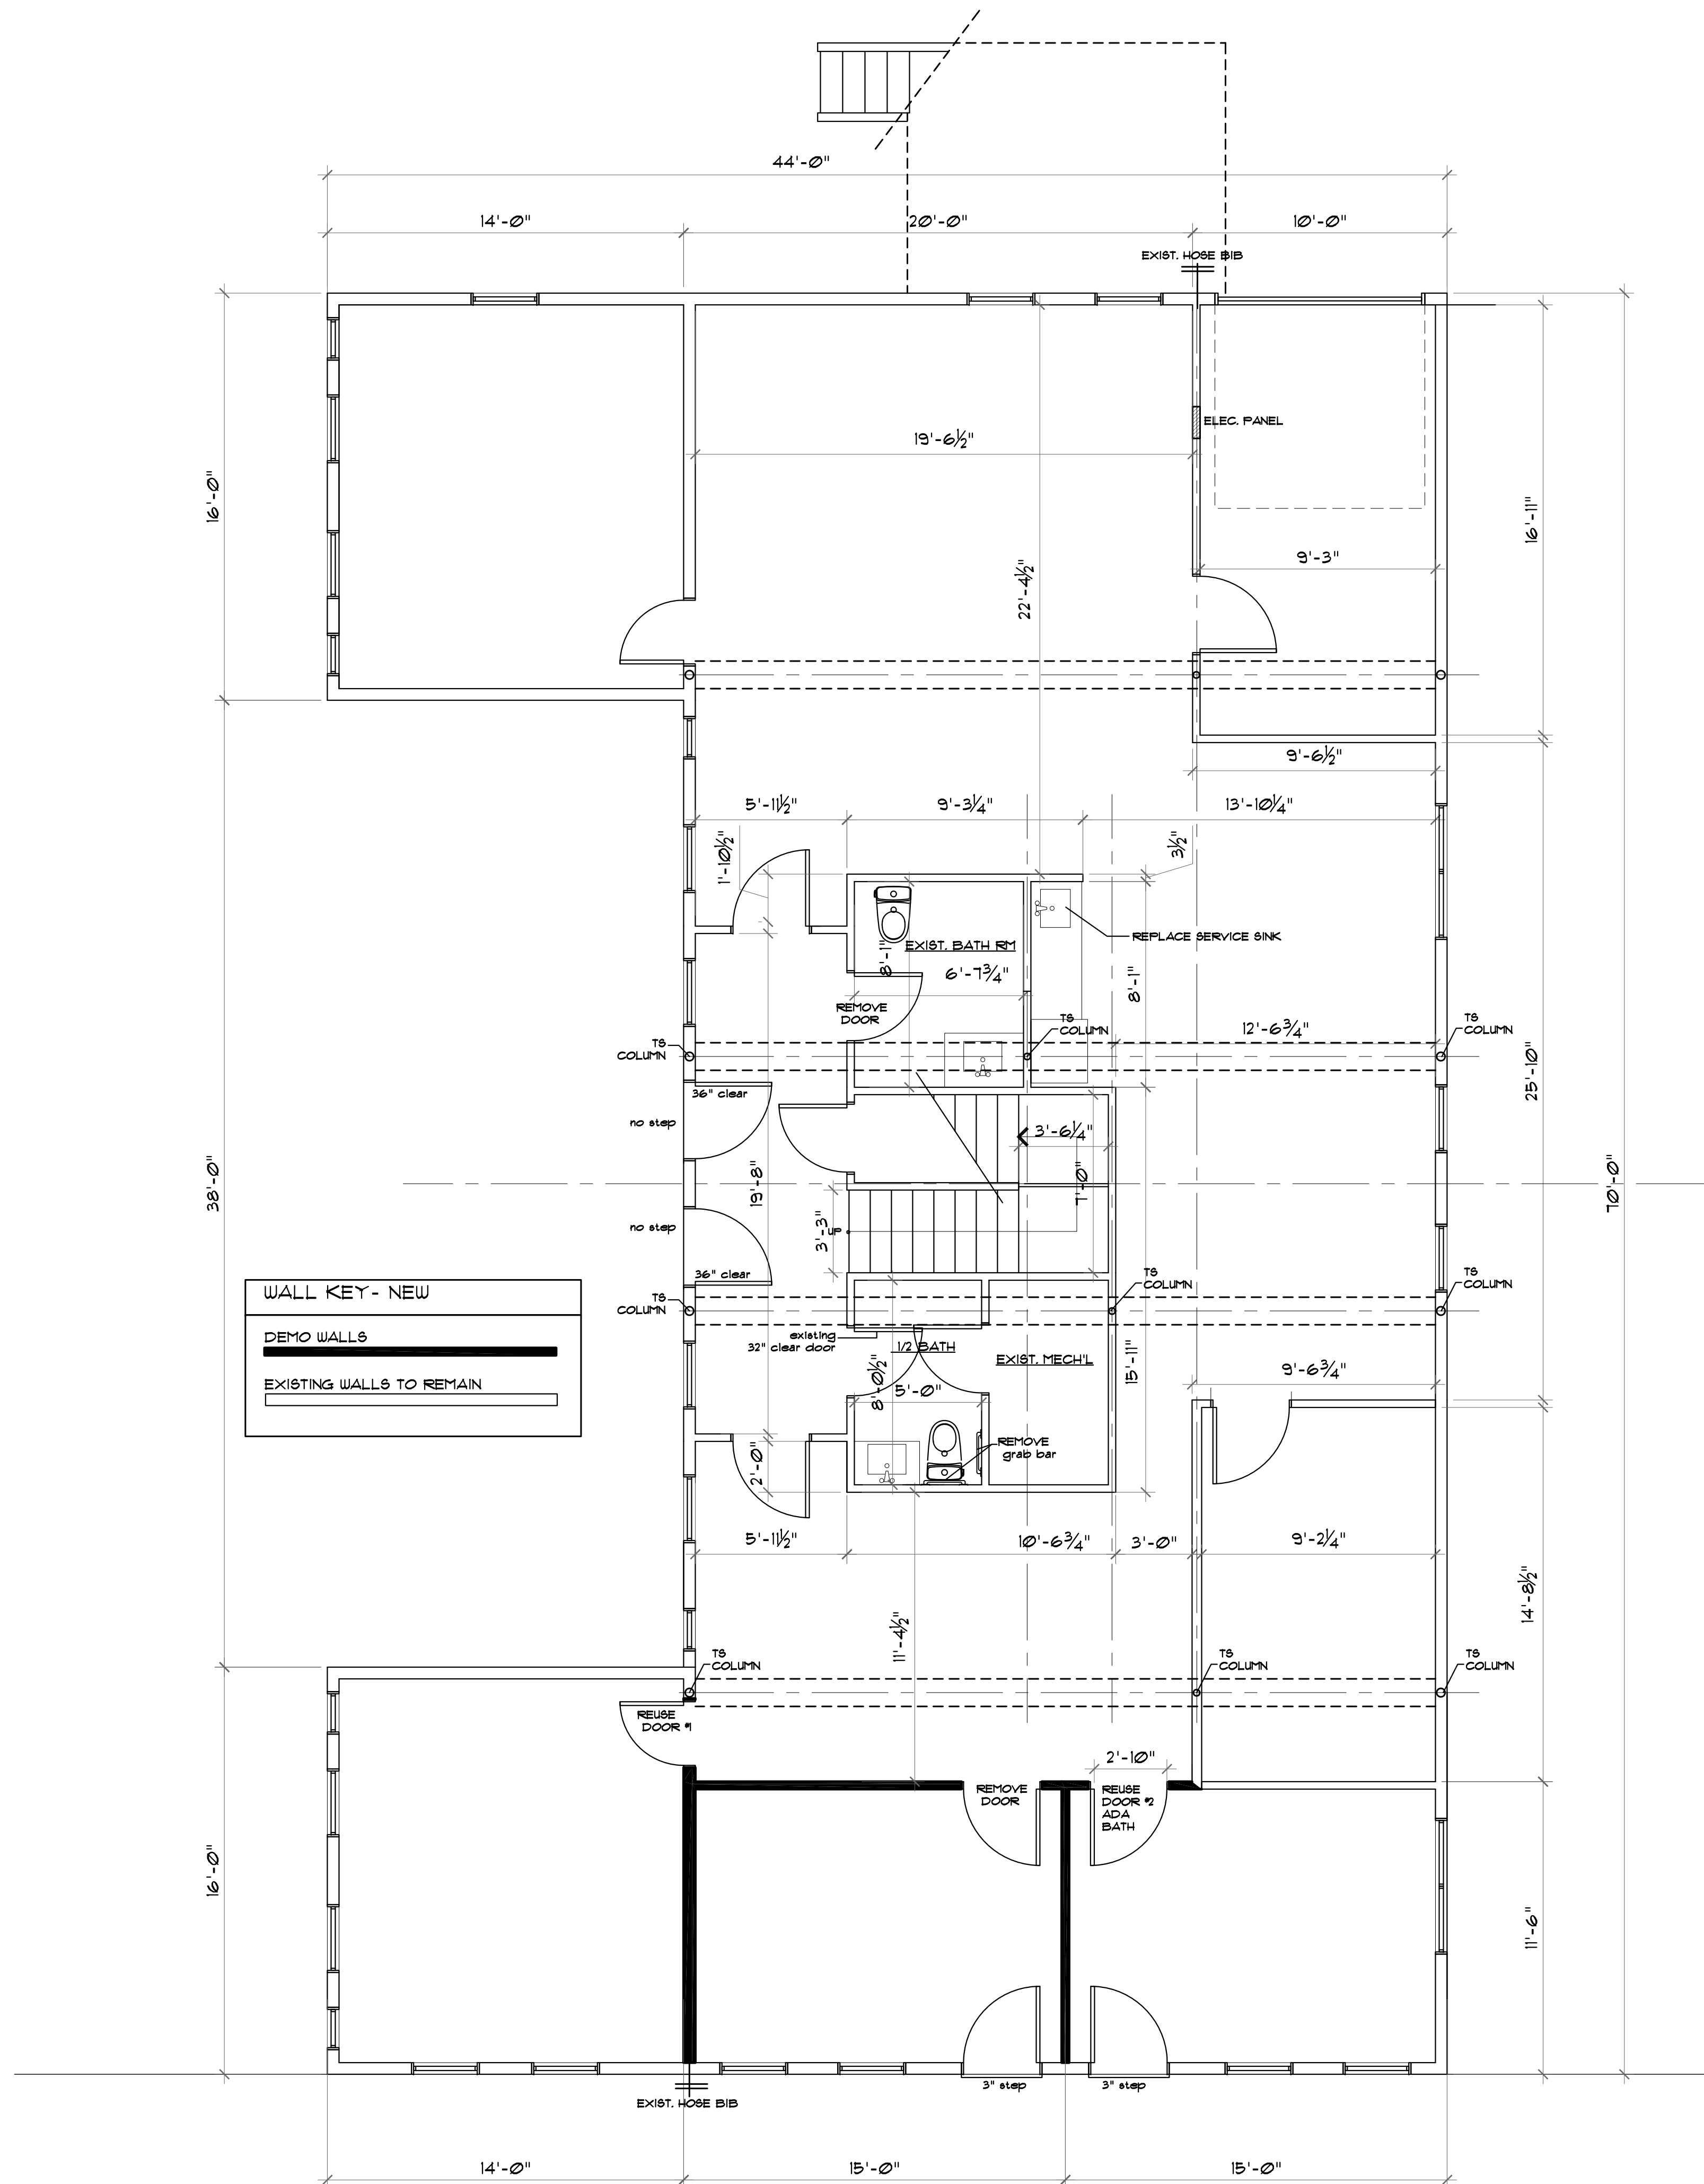 44'-0"
14'-0"
20'-0"
10'-0"
EXIST. HOSE BIB
ELEC. PANEL
19'-6½"
16'-0"
16'-11"
22'-4½"
9'-3"
9'-6½"
5'-11½"
9'-3¼"
13'-10¼"
1'-10½"
3½"
REPLACE SERVICE SINK
EXIST. BATH RM
8'-1"
6'-7¾"
8'-1"
REMOVE
DOOR
TS
COLUMN
12'-6¾"
TS
COLUMN
TS
COLUMN
25'-10"
36" clear
no step
3'-6¼"
38'-0"
19'-8"
7'-0"
70'-0"
no step
3'-3"
UP
36" clear
TS
COLUMN
TS
COLUMN
TS
COLUMN
WALL KEY- NEW
DEMO WALLS
EXISTING WALLS TO REMAIN
existing
32" clear door
1/2 BATH
EXIST. MECH'L
15'-11"
9'-6¾"
8'-0½"
5'-0"
REMOVE
grab bar
2'-0"
5'-11½"
10'-6¾"
3'-0"
9'-2¼"
14'-8½"
11'-4½"
TS
COLUMN
TS
COLUMN
TS
COLUMN
REUSE
DOOR #1
2'-10"
REMOVE
DOOR
REUSE
DOOR #2
ADA
BATH
16'-0"
11'-6"
3" step
3" step
EXIST. HOSE BIB
14'-0"
15'-0"
15'-0"